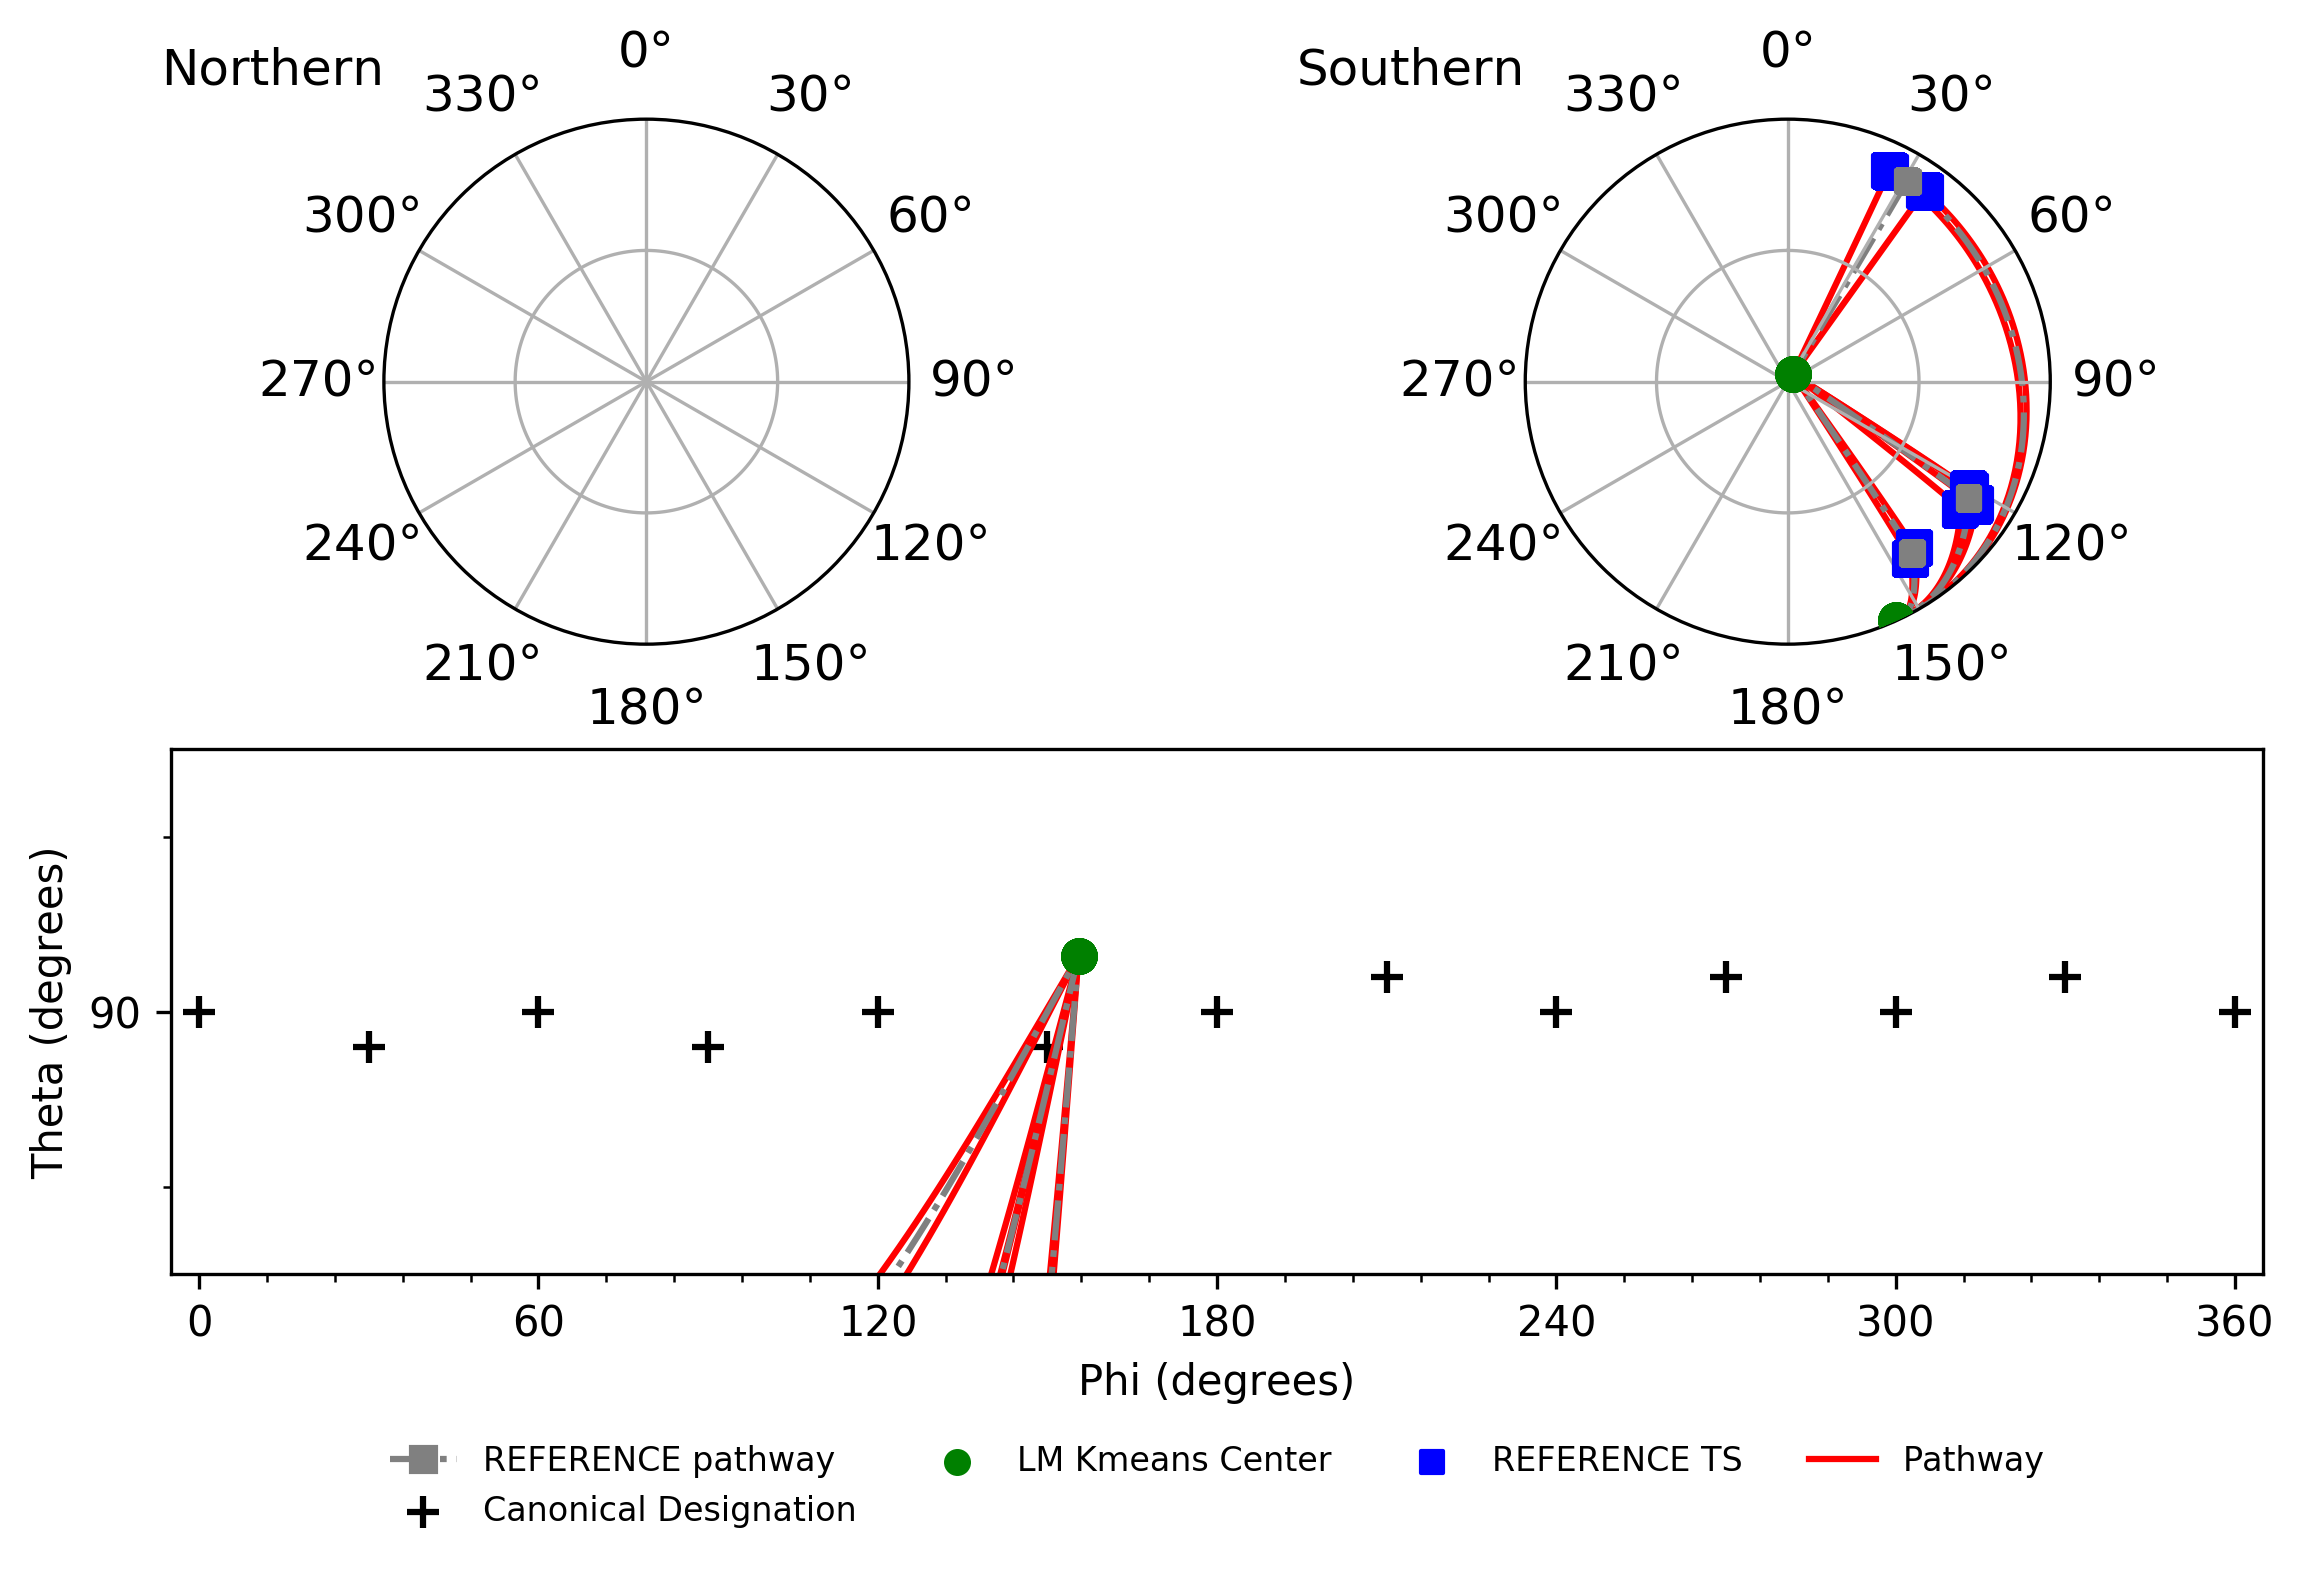 Northern
0°
330°
30°
300°
60°
270°
90°
240°
120°
210°
150°
180°
Southern
0°
330°
30°
300°
60°
270°
90°
240°
120°
210°
150°
180°
Theta (degrees)
90
0 60 120 180 240 300 360
Phi (degrees)
REFERENCE pathway
LM Kmeans Center
REFERENCE TS
Pathway
Canonical Designation